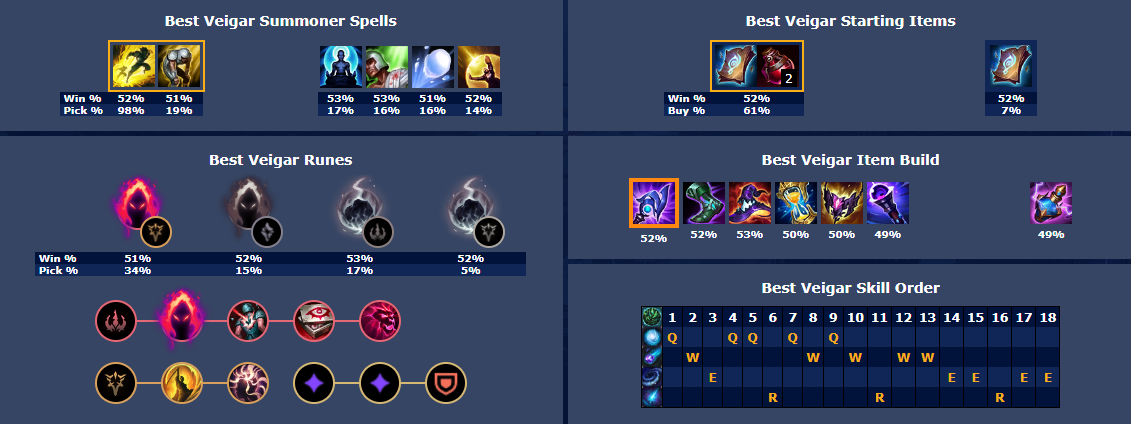 Best Veigar Summoner Spells
Win % 52% 51% 53% 53% 51% 52%
Pick % 98% 19% 17% 16% 16% 14%
Best Veigar Starting Items
2
Win % 52% 52%
Buy % 61% 7%
Best Veigar Runes
Win % 51% 52% 53% 52%
Pick % 34% 15% 17% 5%
Best Veigar Item Build
52% 52% 53% 50% 50% 49% 49%
Best Veigar Skill Order
1 2 3 4 5 6 7 8 9 10 11 12 13 14 15 16 17 18
Q Q Q Q Q
W W W W W
E E E E E
R R R